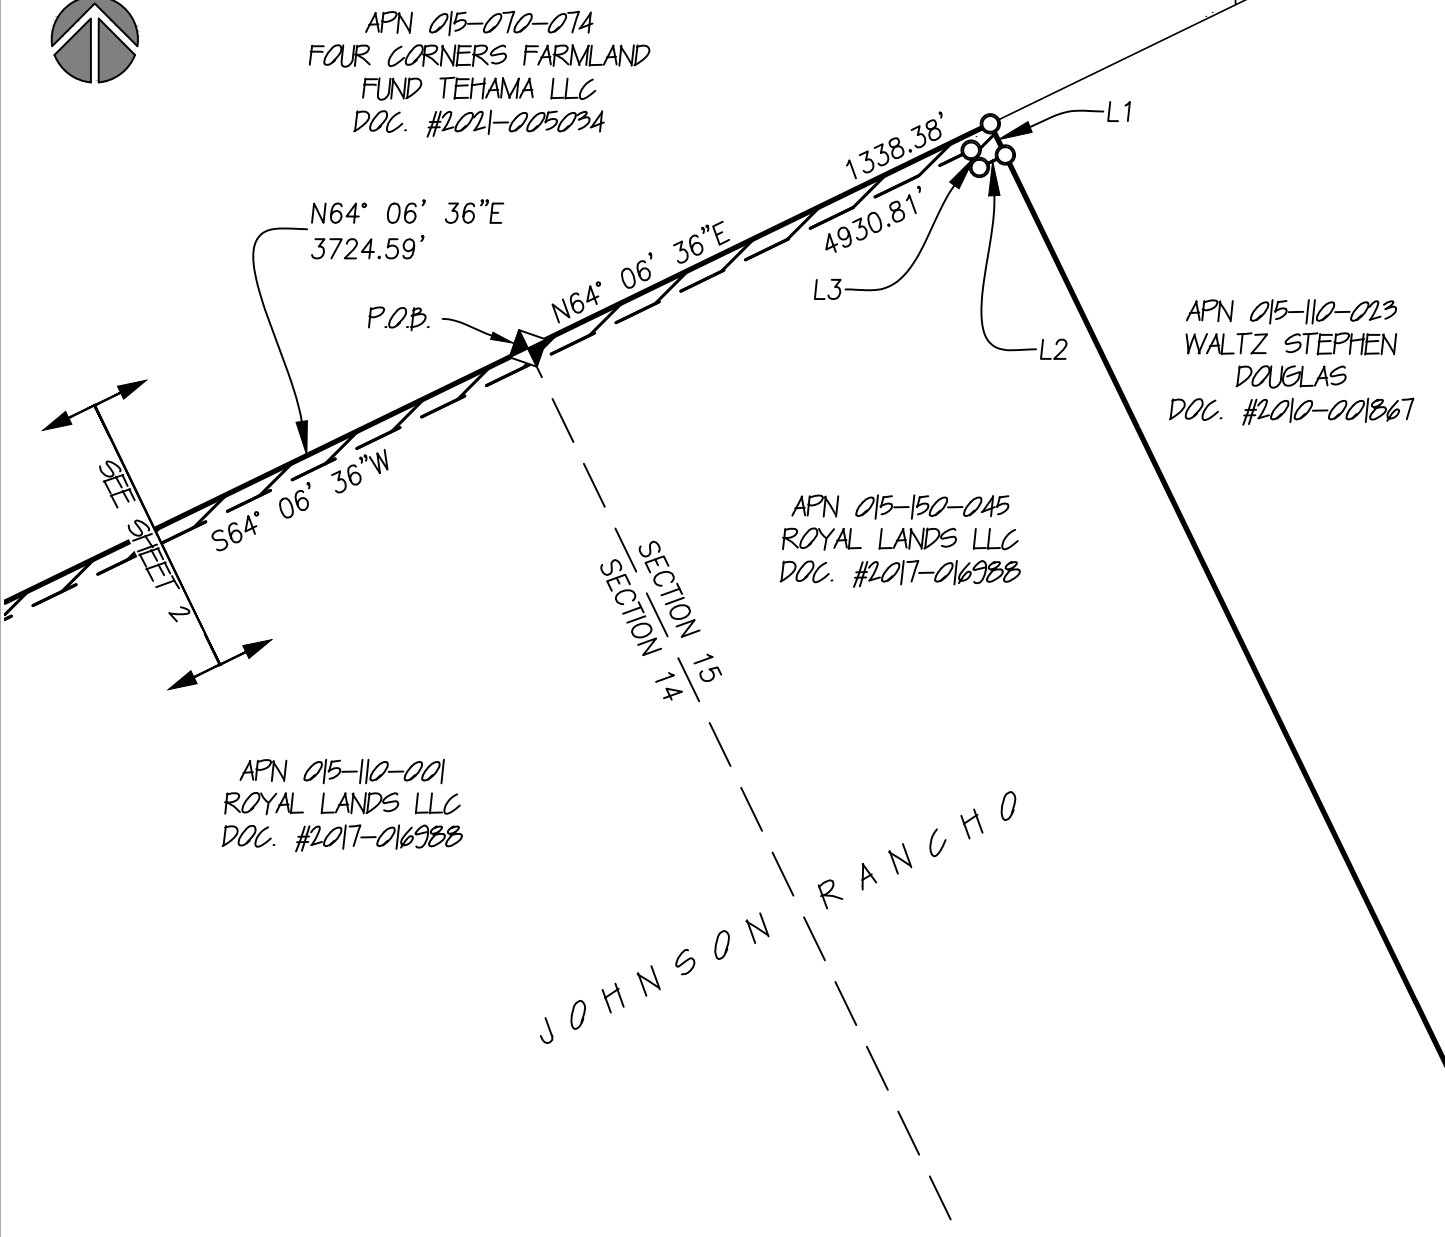 APN 015-070-074
FOUR CORNERS FARMLAND
FUND TEHAMA LLC
DOC. #2021-005034
L1
1338.38'
N64° 06' 36"E
3724.59'
4930.81'
N64° 06' 36"E
L3
P.O.B.
L2
APN 015-110-023
WALTZ STEPHEN
DOUGLAS
DOC. #2010-001867
SEE SHEET 2
S64° 06' 36"W
APN 015-150-045
ROYAL LANDS LLC
DOC. #2017-016988
SECTION 15
SECTION 14
APN 015-110-001
ROYAL LANDS LLC
DOC. #2017-016988
JOHNSON RANCHO